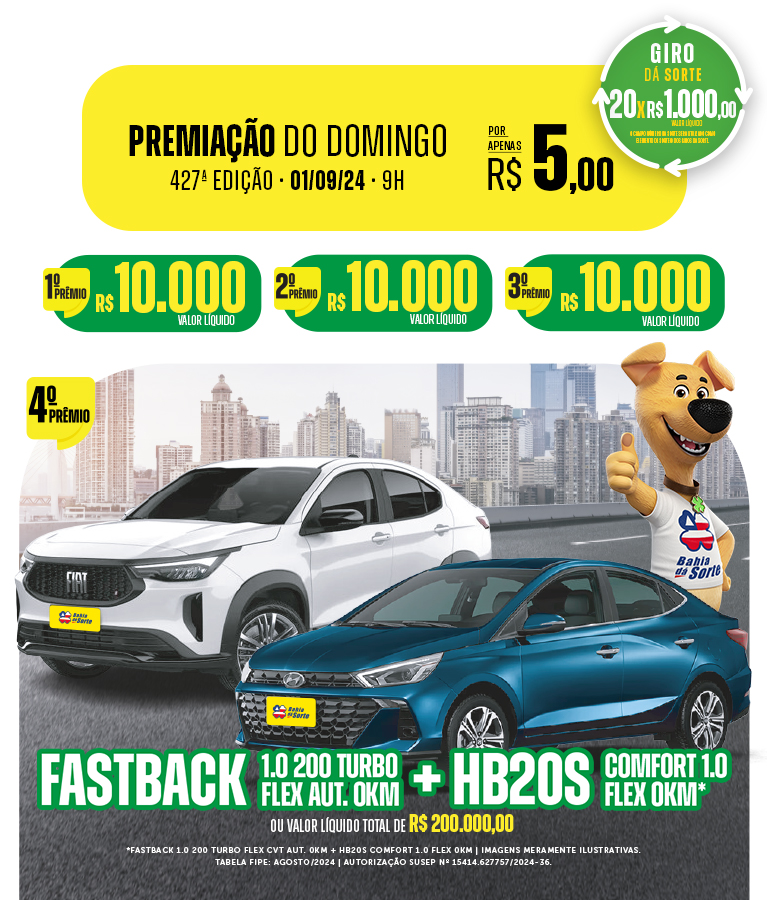 GIRO
DÁ SORTE
20XR$1.000,00
VALOR LÍQUIDO
PREMIAÇÃO DO DOMINGO
427ª EDIÇÃO · 01/09/24 · 9H
POR
APENAS
R$ 5,00
1º PRÊMIO
R$ 10.000
VALOR LÍQUIDO
2º PRÊMIO
R$ 10.000
VALOR LÍQUIDO
3º PRÊMIO
R$ 10.000
VALOR LÍQUIDO
4º PRÊMIO
Bahia
dá Sorte
FIAT
Bahia
dá Sorte
Bahia
dá Sorte
FASTBACK 1.0 200 TURBO
FLEX AUT. 0KM
+ HB20S COMFORT 1.0
FLEX 0KM*
OU VALOR LÍQUIDO TOTAL DE R$ 200.000,00
*FASTBACK 1.0 200 TURBO FLEX CVT AUT. 0KM + HB20S COMFORT 1.0 FLEX 0KM | IMAGENS MERAMENTE ILUSTRATIVAS.
TABELA FIPE: AGOSTO/2024 | AUTORIZAÇÃO SUSEP Nº 15414.627757/2024-36.